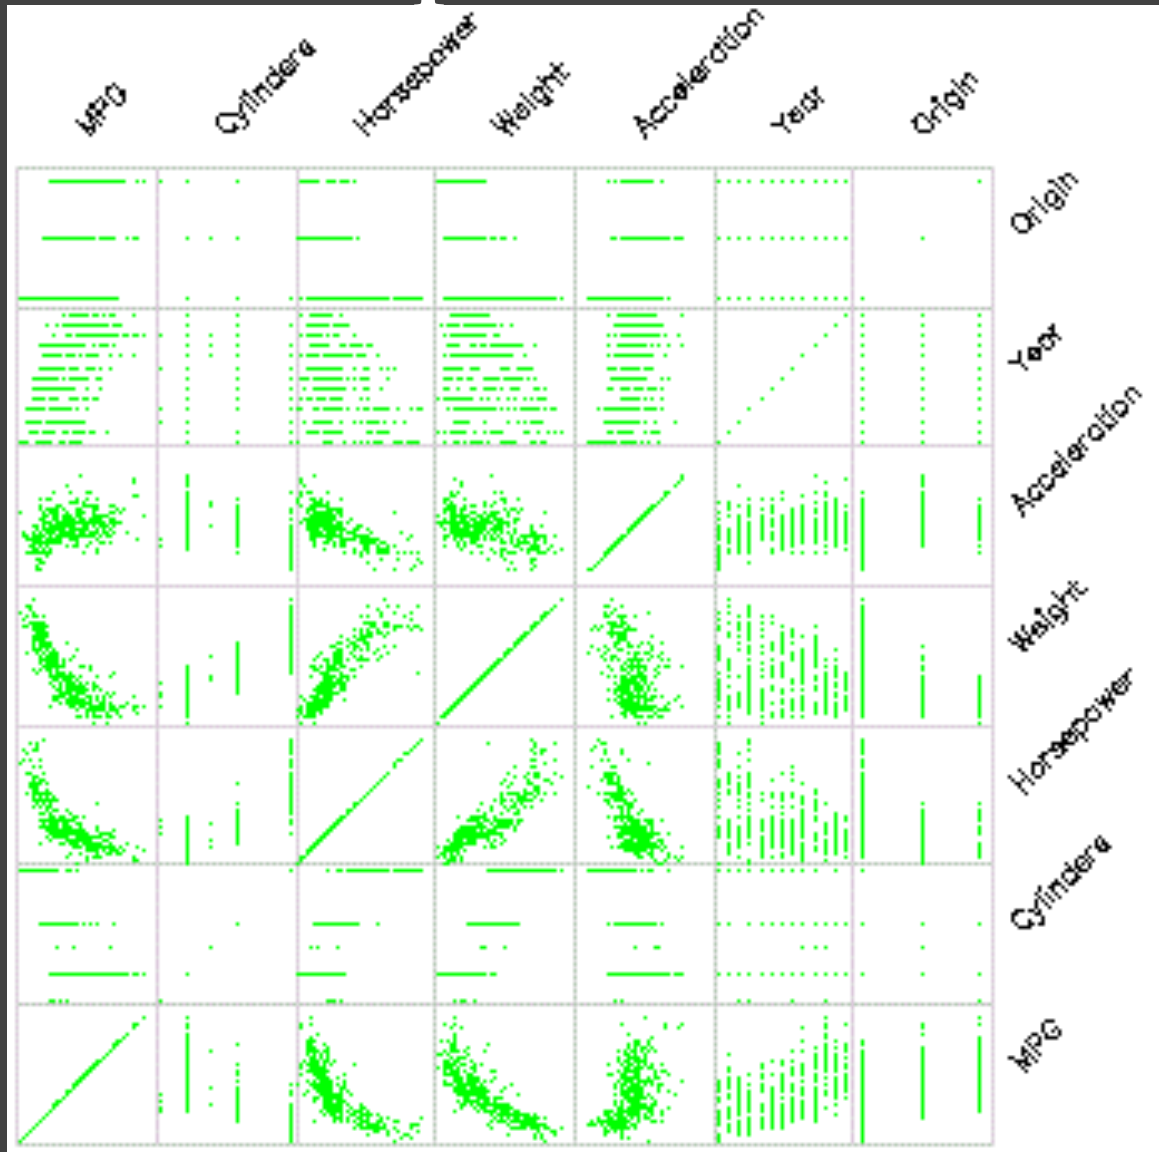 MPG
Cylinders
Horsepower
Weight
Acceleration
Year
Origin
Origin
Year
Acceleration
Weight
Horsepower
Cylinders
MPG